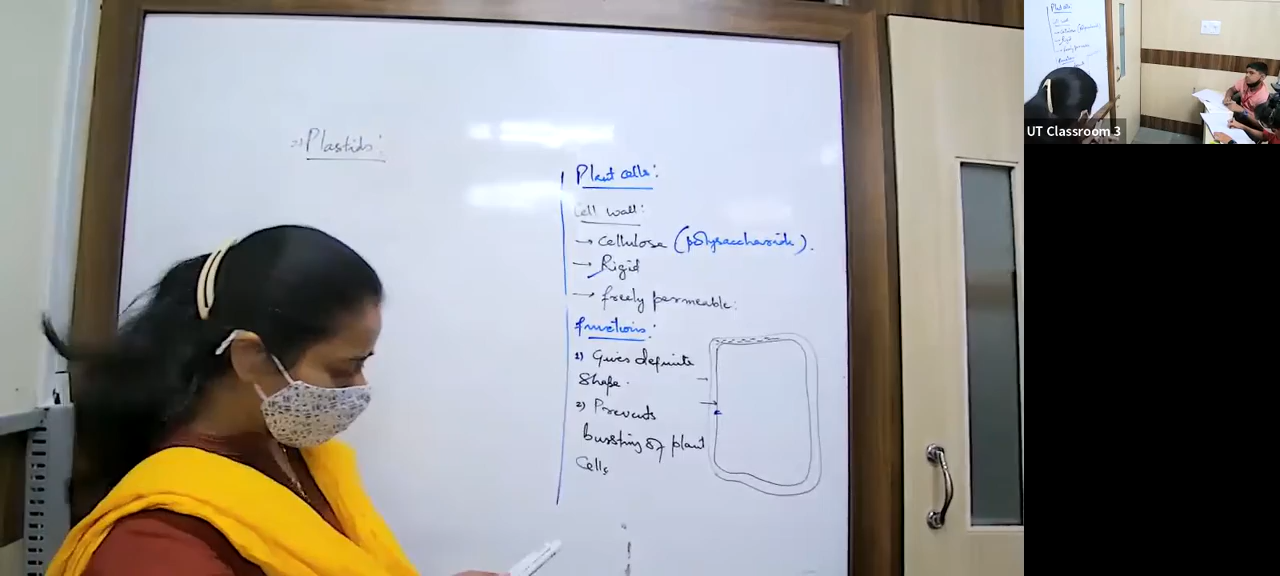 => Plastids:
Plant cells:
Cell wall:
→ cellulose (polysaccharide).
→ Rigid
→ freely permeable:
functions:
1) Gives definite
shape.
2) Prevents
bursting of plant
Cells
UT Classroom 3